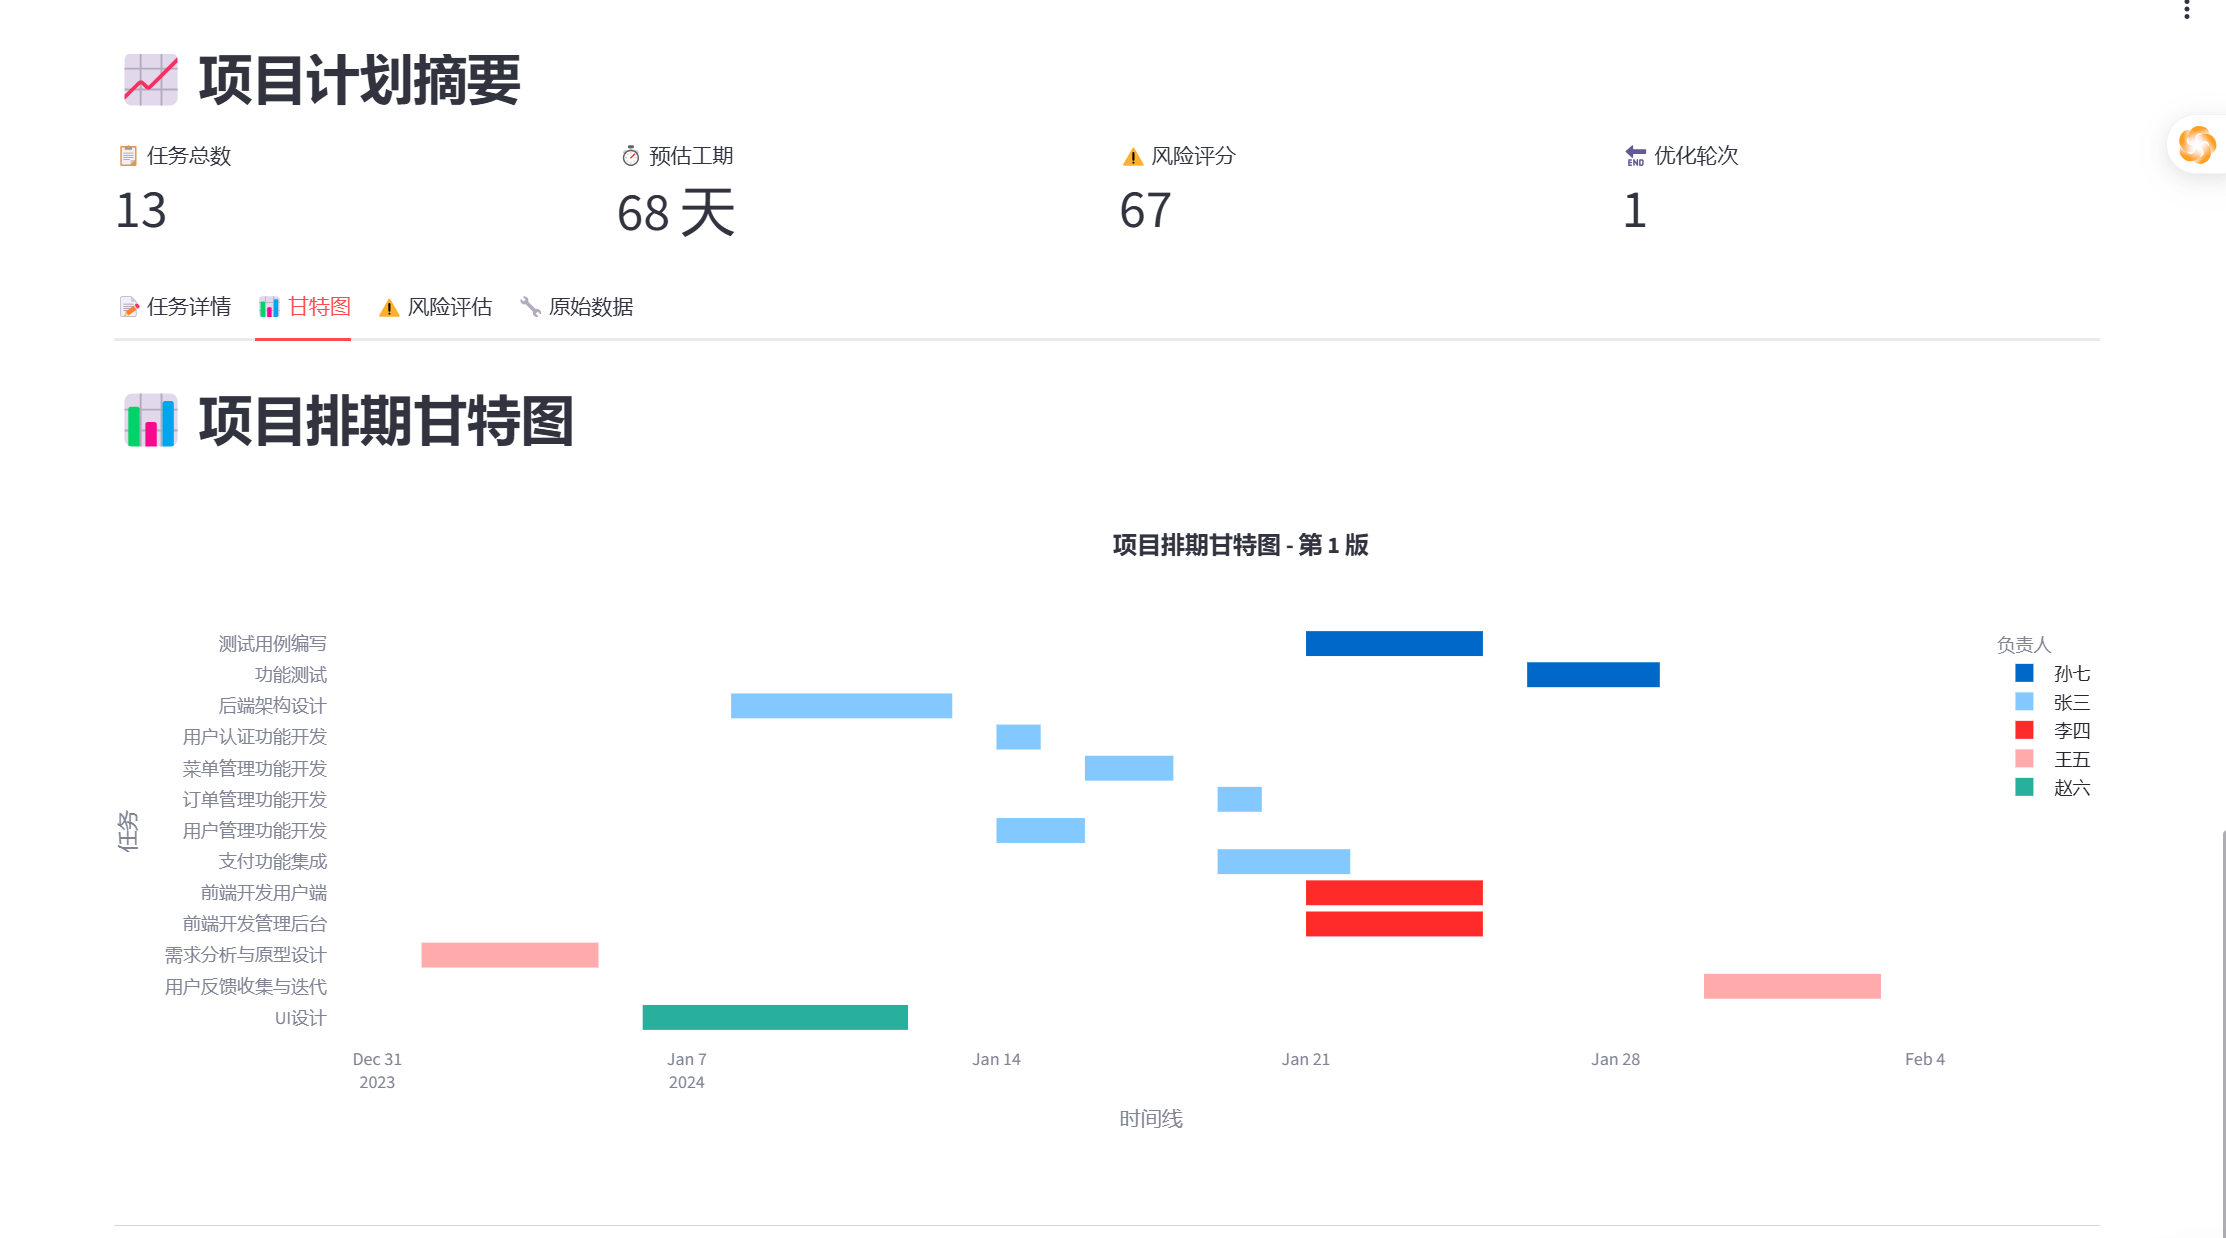 项目计划摘要
任务总数
预估工期
风险评分
END
优化轮次
13
68 天
67
1
任务详情
甘特图
风险评估
原始数据
项目排期甘特图
项目排期甘特图 - 第 1 版
测试用例编写
功能测试
后端架构设计
用户认证功能开发
菜单管理功能开发
订单管理功能开发
用户管理功能开发
支付功能集成
前端开发用户端
前端开发管理后台
需求分析与原型设计
用户反馈收集与迭代
UI设计
任务
负责人
孙七
张三
李四
王五
赵六
Dec 31
2023
Jan 7
2024
Jan 14
Jan 21
Jan 28
Feb 4
时间线